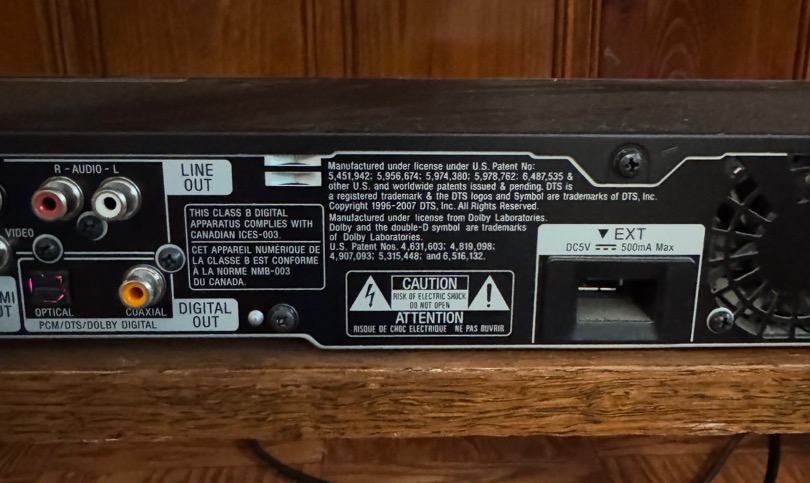 R - AUDIO - L
LINE
OUT
VIDEO
OPTICAL
COAXIAL
PCM/DTS/DOLBY DIGITAL
DIGITAL
OUT
THIS CLASS B DIGITAL
APPARATUS COMPLIES WITH
CANADIAN ICES-003.
CET APPAREIL NUMÉRIQUE DE
LA CLASSE B EST CONFORME
À LA NORME NMB-003
DU CANADA.
Manufactured under license under U.S. Patent No:
5,451,942; 5,956,674; 5,974,380; 5,978,762; 6,487,535 &
other U.S. and worldwide patents issued & pending. DTS is
a registered trademark & the DTS logos and Symbol are trademarks of DTS, Inc.
Copyright 1996-2007 DTS, Inc. All Rights Reserved.
Manufactured under license from Dolby Laboratories.
Dolby and the double-D symbol are trademarks
of Dolby Laboratories.
U.S. Patent Nos. 4,631,603; 4,819,098;
4,907,093; 5,315,448; and 6,516,132.
CAUTION
RISK OF ELECTRIC SHOCK
DO NOT OPEN
ATTENTION
RISQUE DE CHOC ELECTRIQUE NE PAS OUVRIR
▼ EXT
DC5V 500mA Max